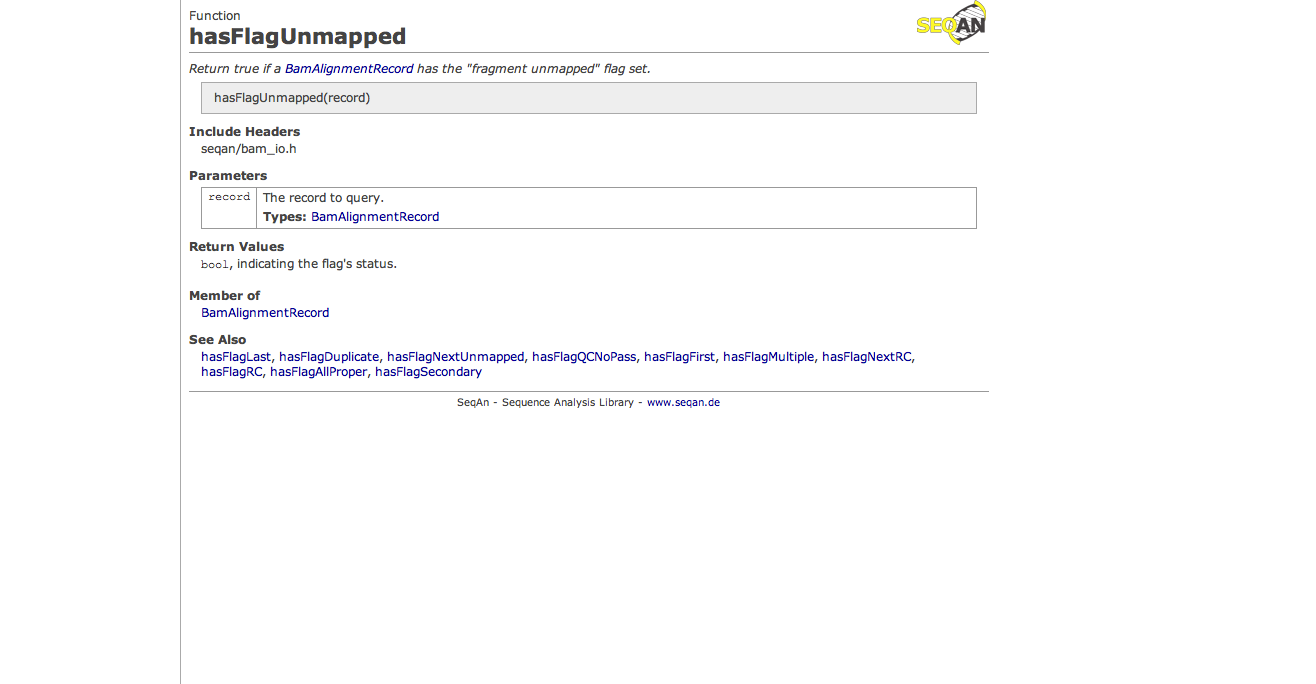 Function
hasFlagUnmapped
SEQAN
Return true if a BamAlignmentRecord has the "fragment unmapped" flag set.
hasFlagUnmapped(record)
Include Headers
seqan/bam_io.h
Parameters
record The record to query.
Types: BamAlignmentRecord
Return Values
bool, indicating the flag's status.
Member of
BamAlignmentRecord
See Also
hasFlagLast, hasFlagDuplicate, hasFlagNextUnmapped, hasFlagQCNoPass, hasFlagFirst, hasFlagMultiple, hasFlagNextRC,
hasFlagRC, hasFlagAllProper, hasFlagSecondary
SeqAn - Sequence Analysis Library - www.seqan.de